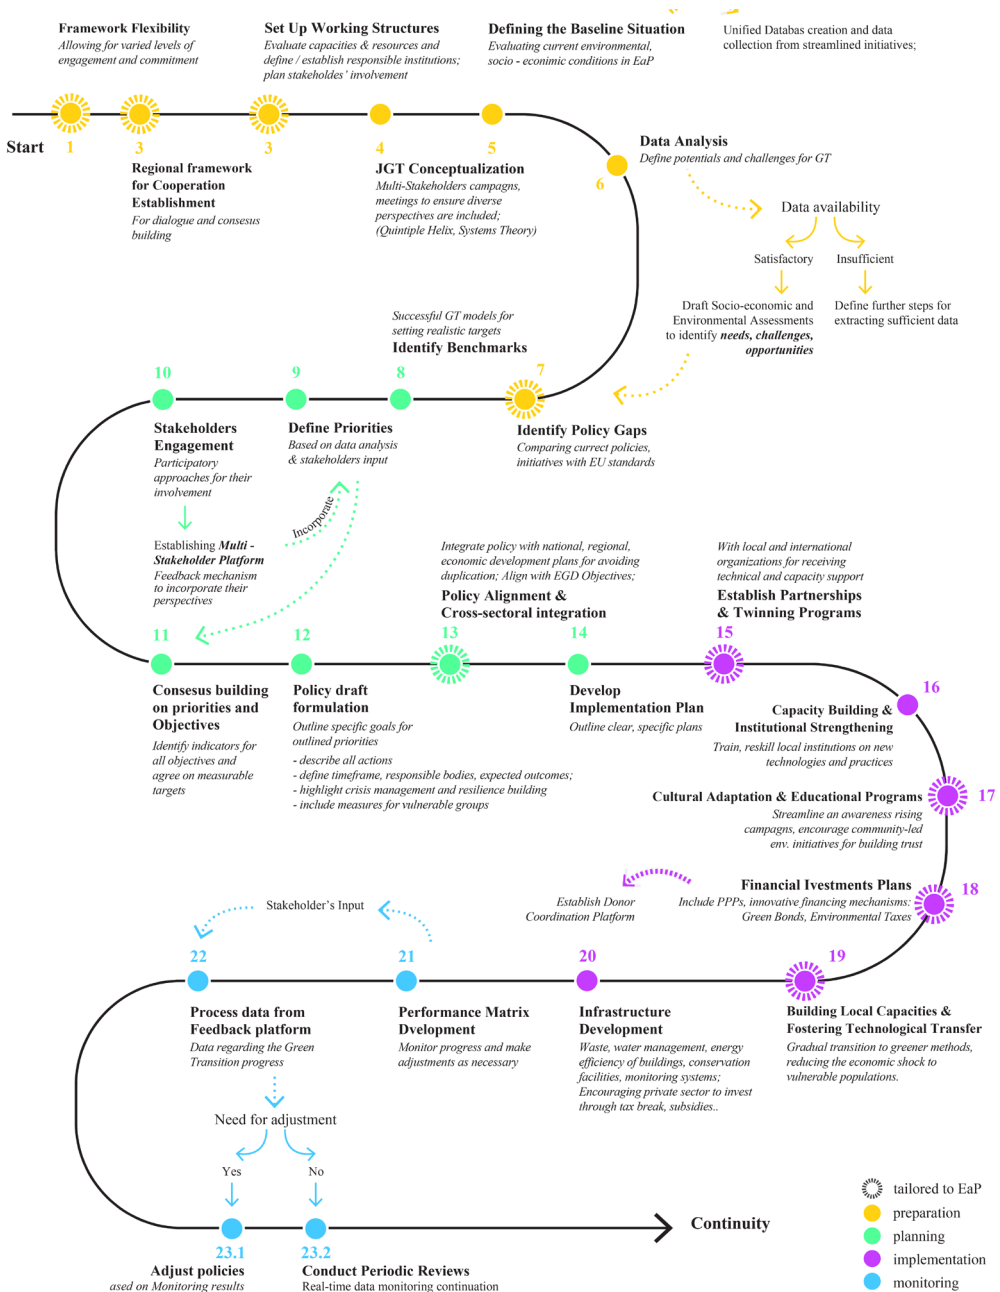 Framework Flexibility
Allowing for varied levels of
engagement and commitment
Set Up Working Structures
Evaluate capacities & resources and
define / establish responsible institutions;
plan stakeholdes' involvement
Defining the Baseline Situation
Evaluating current environmental,
socio - econimic conditions in EaP
Unified Databas creation and data
collection from streamlined initiatives;
Start
1
3
3
4
5
6
Regional framework
for Cooperation
Establishment
For dialogue and consesus
building
JGT Conceptualization
Multi-Stakeholders campagns,
meetings to ensure diverse
perspectives are included;
(Quintiple Helix, Systems Theory)
Data Analysis
Define potentials and challenges for GT
Data availability
Satisfactory
Insufficient
Draft Socio-economic and
Environmental Assessments
to identify needs, challenges,
opportunities
Define further steps for
extracting sufficient data
Successful GT models for
setting realistic targets
Identify Benchmarks
10
9
8
7
Stakeholders
Engagement
Participatory
approaches for their
involvement
Define Priorities
Based on data analysis
& stakeholders input
Identify Policy Gaps
Comparing currect policies,
initiatives with EU standards
Establishing Multi -
Stakeholder Platform
Feedback mechanism
to incorporate their
perspectives
Incorporate
Integrate policy with national, regional,
economic development plans for avoiding
duplication; Align with EGD Objectives;
Policy Alignment &
Cross-sectoral integration
With local and international
organizations for receiving
technical and capacity support
Establish Partnerships
& Twinning Programs
11
12
13
14
15
16
Consesus building
on priorities and
Objectives
Identify indicators for
all objectives and
agree on measurable
targets
Policy draft
formulation
Outline specific goals for
outlined priorities
- describe all actions
- define timeframe, responsible bodies, expected outcomes;
- highlight crisis management and resilience building
- include measures for vulnerable groups
Develop
Implementation Plan
Outline clear, specific plans
Capacity Building &
Institutional Strengthening
Train, reskill local institutions on new
technologies and practices
Cultural Adaptation & Educational Programs
17
Streamline an awareness rising
campagns, encourage community-led
env. initiatives for building trust
Financial Ivestments Plans
18
Include PPPs, innovative financing mechanisms:
Green Bonds, Environmental Taxes
Establish Donor
Coordination Platform
Stakeholder's Input
22
21
20
19
Process data from
Feedback platform
Data regarding the Green
Transition progress
Performance Matrix
Dvelopment
Monitor progress and make
adjustments as necessary
Infrastructure
Development
Waste, water management, energy
efficiency of buildings, conservation
facilities, monitoring systems;
Encouraging private sector to invest
through tax break, subsidies..
Building Local Capacities &
Fostering Technological Transfer
Gradual transition to greener methods,
reducing the economic shock to
vulnerable populations.
Need for adjustment
Yes
No
23.1
23.2
Adjust policies
ased on Monitoring results
Conduct Periodic Reviews
Real-time data monitoring continuation
Continuity
tailored to EaP
preparation
planning
implementation
monitoring